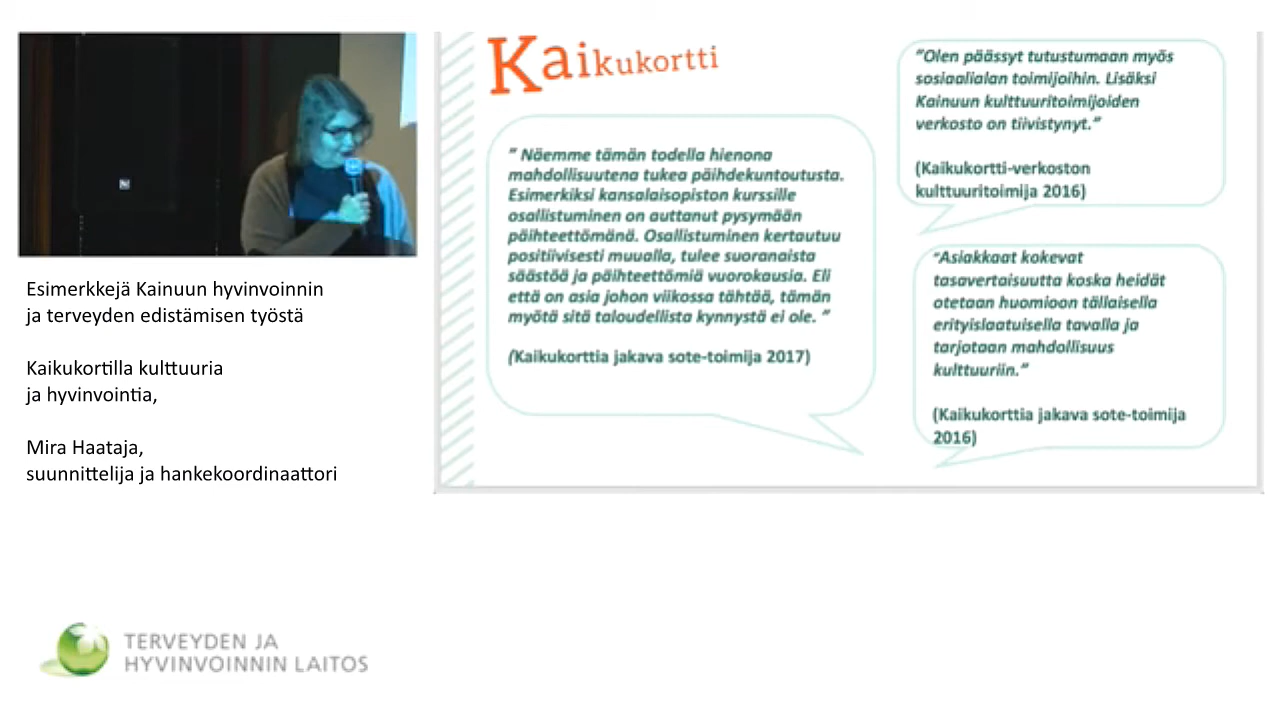 Esimerkkejä Kainuun hyvinvoinnin
ja terveyden edistämisen työstä
Kaikukortilla kulttuuria
ja hyvinvointia,
Mira Haataja,
suunnittelija ja hankekoordinaattori
TERVEYDEN JA
HYVINVOINNIN LAITOS
Kaikukortti
” Näemme tämän todella hienona
mahdollisuutena tukea päihdekuntoutusta.
Esimerkiksi kansalaisopiston kurssille
osallistuminen on auttanut pysymään
päihteettömänä. Osallistuminen kertautuu
positiivisesti muualla, tulee suoranaista
säästöä ja päihteettömiä vuorokausia. Eli
että on asia johon viikossa tähtää, tämän
myötä sitä taloudellista kynnystä ei ole. ”
(Kaikukorttia jakava sote-toimija 2017)
”Olen päässyt tutustumaan myös
sosiaalialan toimijoihin. Lisäksi
Kainuun kulttuuritoimijoiden
verkosto on tiivistynyt.”
(Kaikukortti-verkoston
kulttuuritoimija 2016)
”Asiakkaat kokevat
tasavertaisuutta koska heidät
otetaan huomioon tällaisella
erityislaatuisella tavalla ja
tarjotaan mahdollisuus
kulttuuriin.”
(Kaikukorttia jakava sote-toimija
2016)